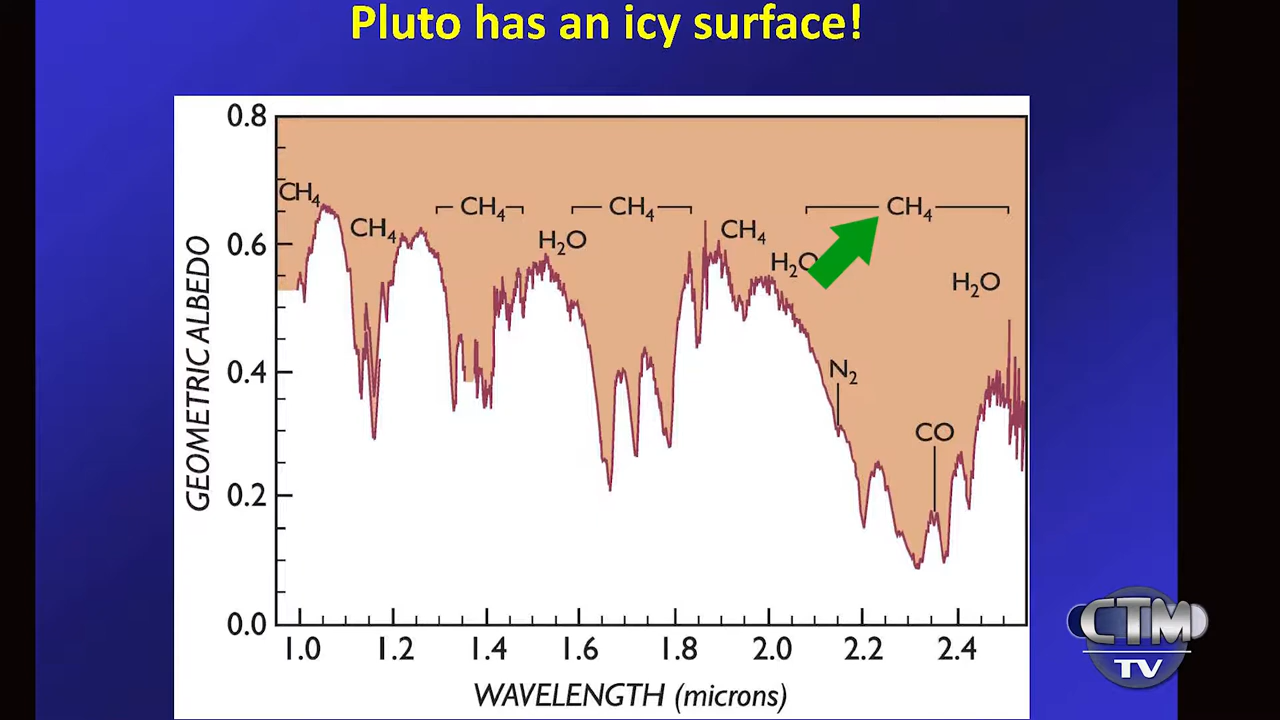 Pluto has an icy surface!
0.8
0.6
0.4
0.2
0.0
GEOMETRIC ALBEDO
CH₄
CH₄
CH₄
H₂O
CH₄
CH₄
H₂O
CH₄
H₂O
N₂
CO
1.0 1.2 1.4 1.6 1.8 2.0 2.2 2.4
WAVELENGTH (microns)
CTM
TV